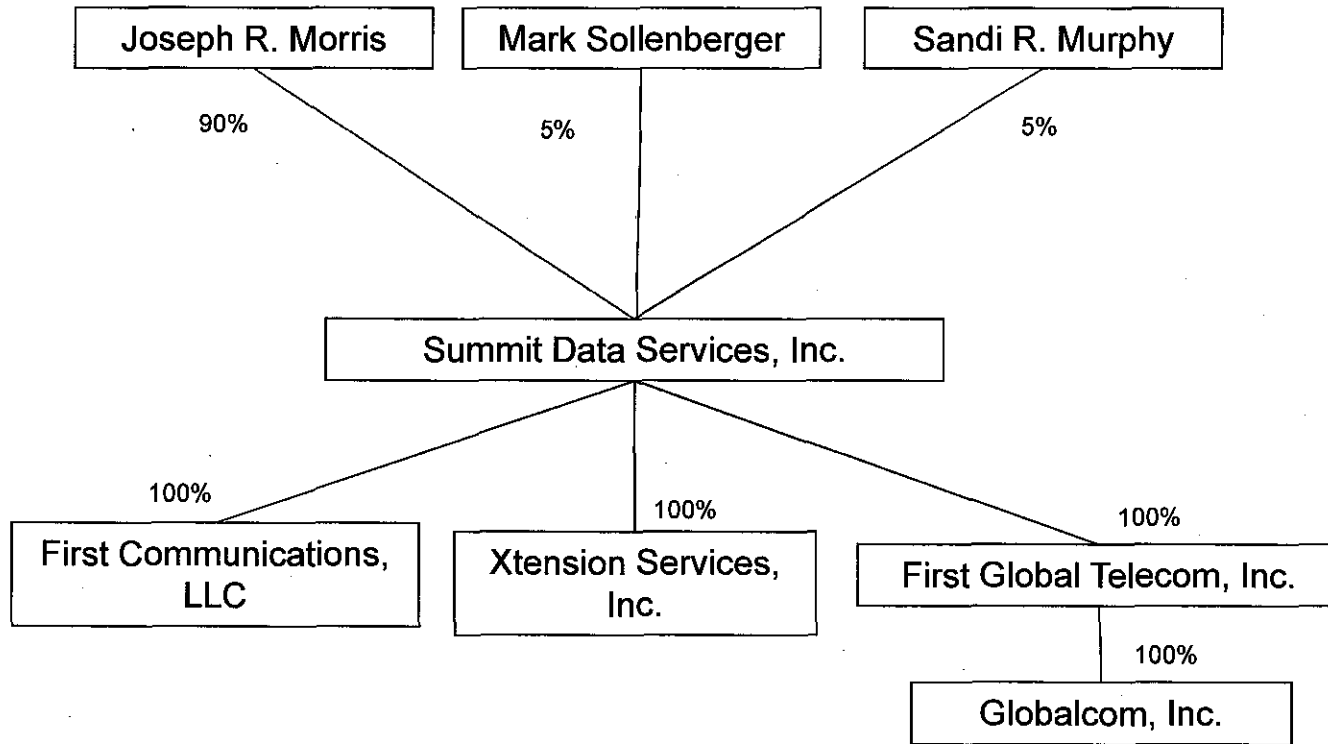 Joseph R. Morris
Mark Sollenberger
Sandi R. Murphy
90%
5%
5%
Summit Data Services, Inc.
100%
100%
100%
First Communications,
LLC
Xtension Services,
Inc.
First Global Telecom, Inc.
100%
Globalcom, Inc.